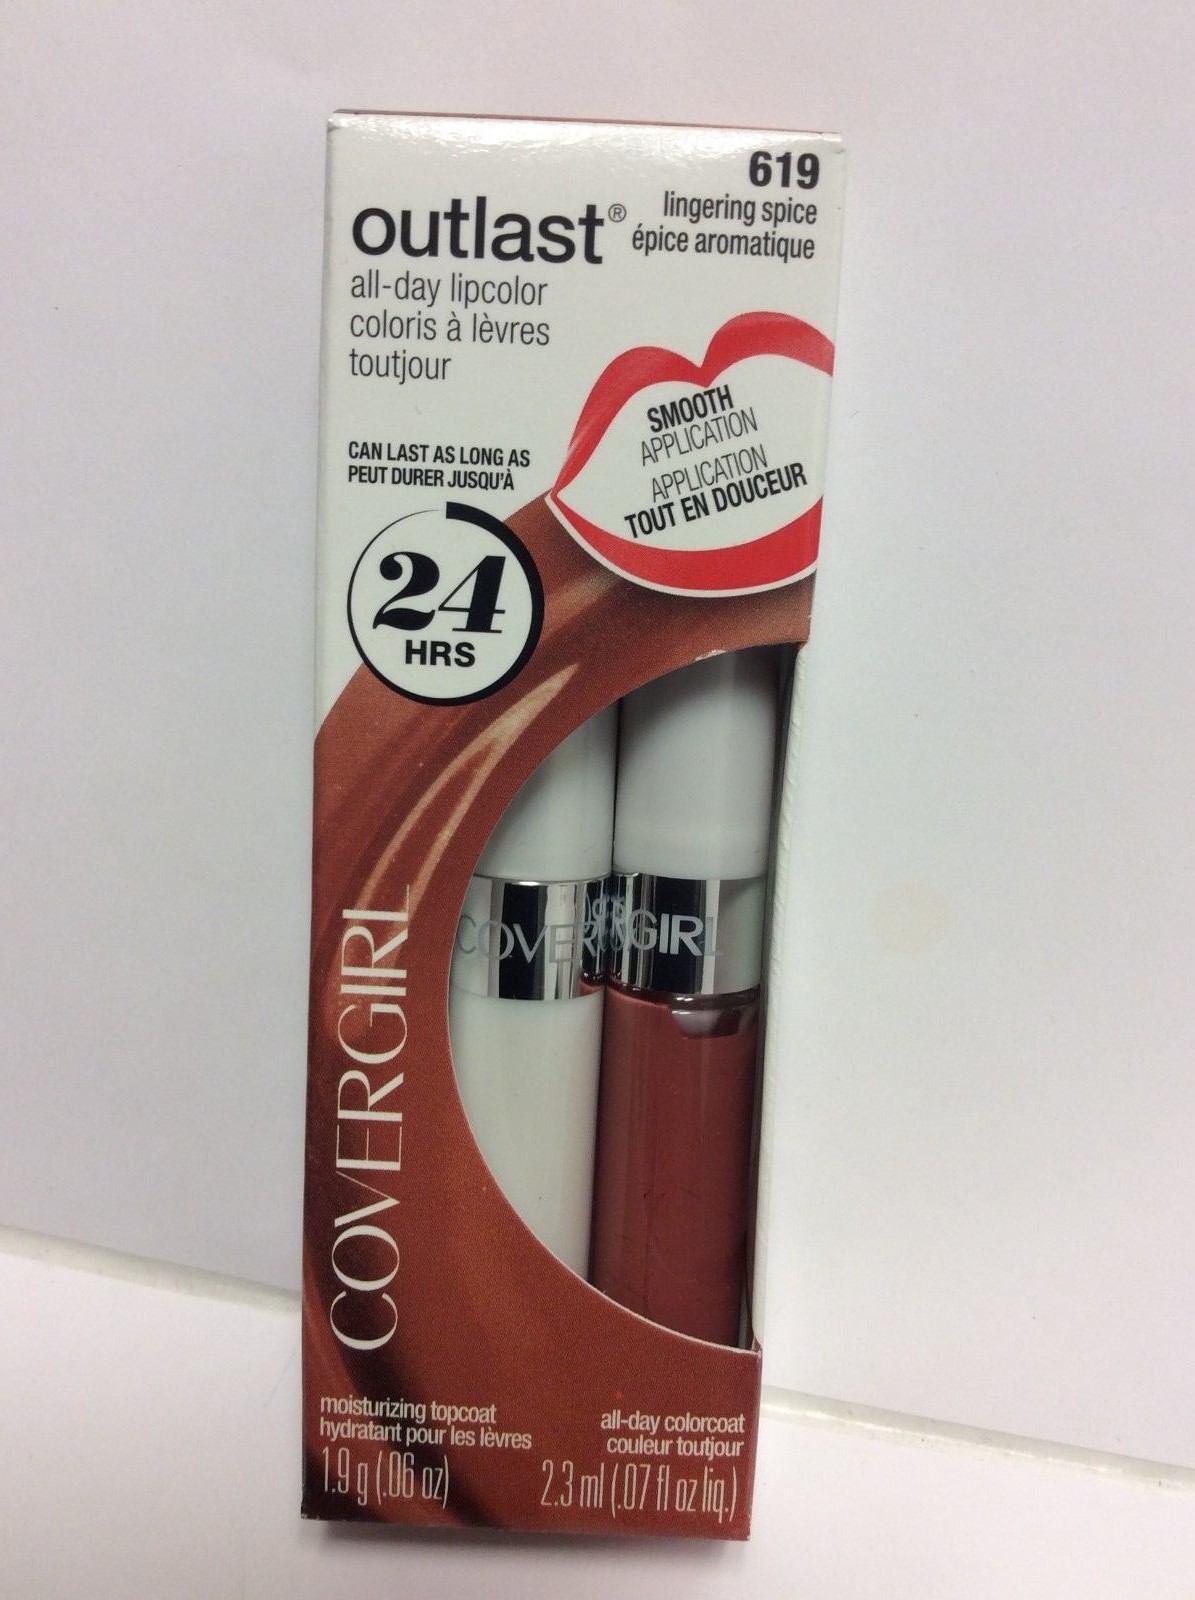 619
lingering spice
épice aromatique
outlast®
all-day lipcolor
coloris à lèvres
toutjour
SMOOTH
APPLICATION
APPLICATION
TOUT EN DOUCEUR
CAN LAST AS LONG AS
PEUT DURER JUSQU'À
24
HRS
COVERGIRL
COVERGIRL
moisturizing topcoat
hydratant pour les lèvres
1.9 g (.06 oz)
all-day colorcoat
couleur toutjour
2.3 ml (.07 fl oz liq.)